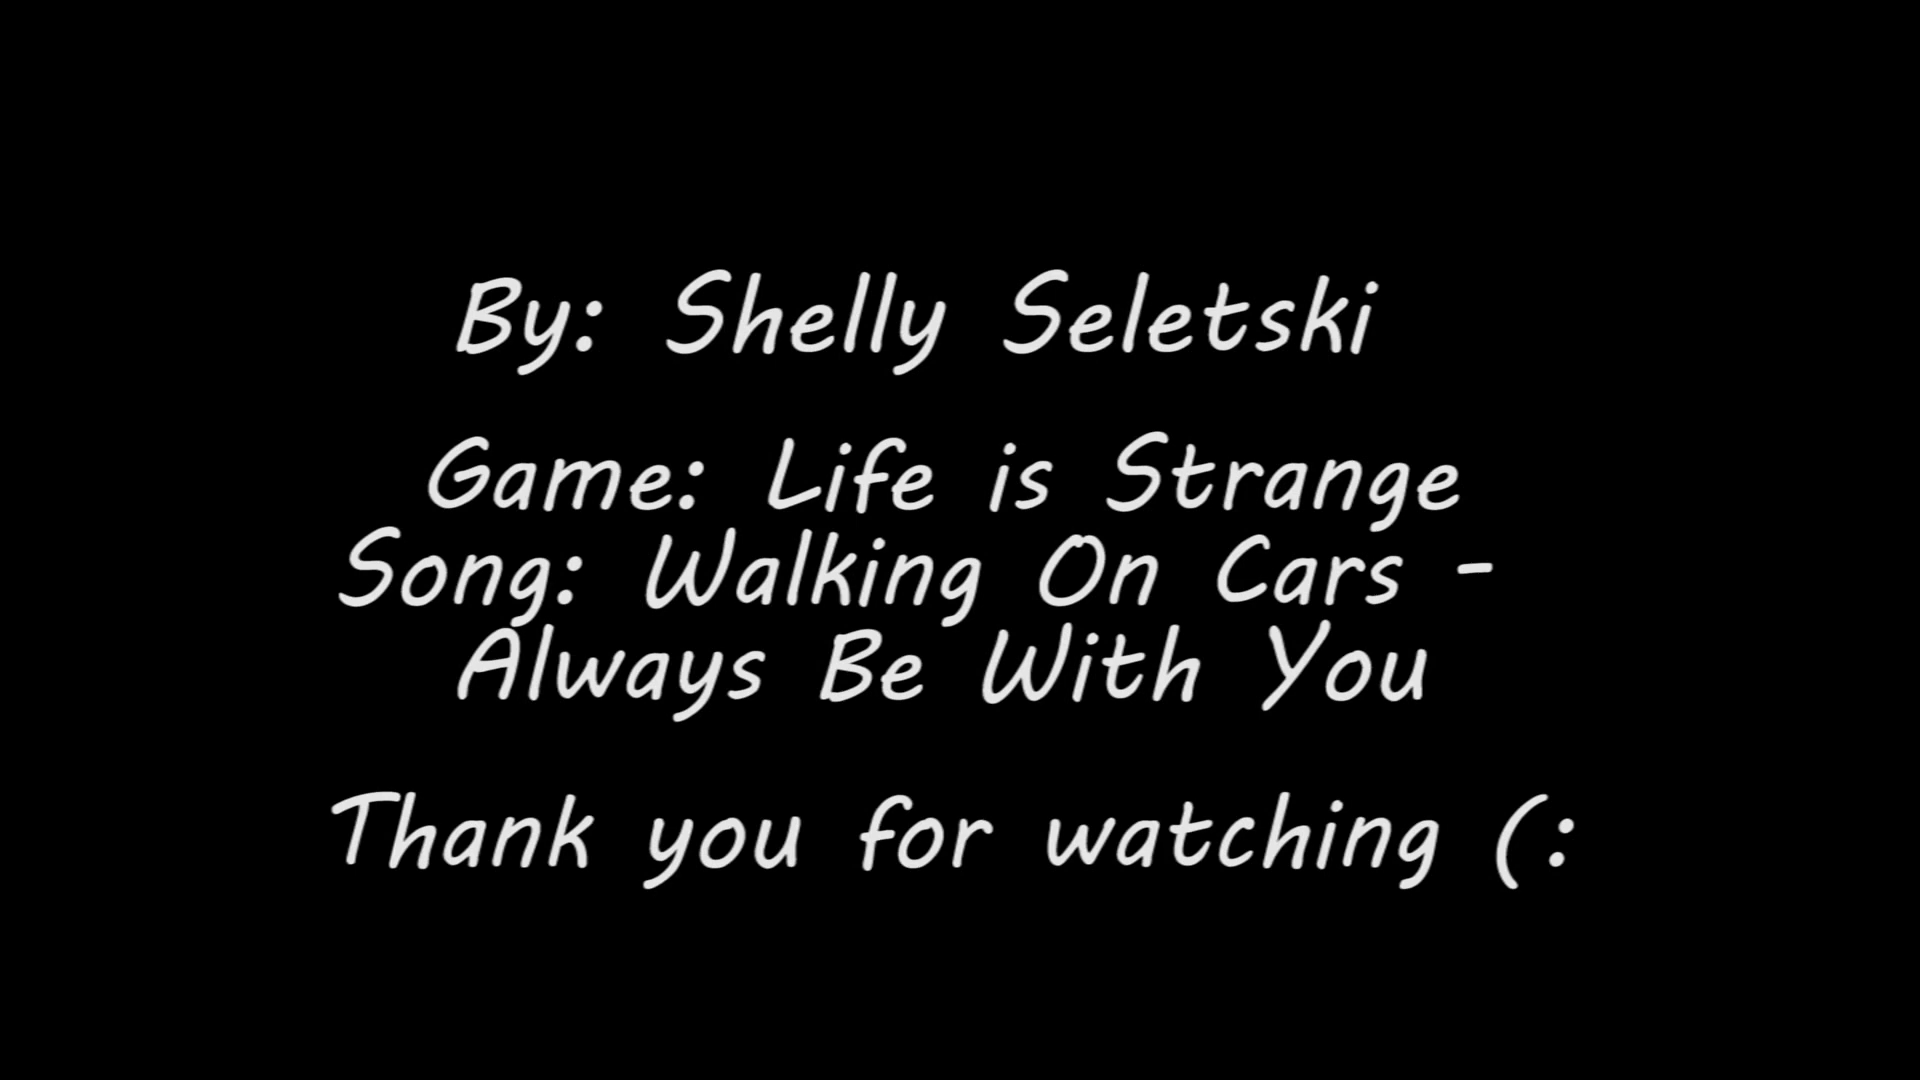 By: Shelly Seletski
Game: Life is Strange
Song: Walking On Cars -
Always Be With You
Thank you for watching (: